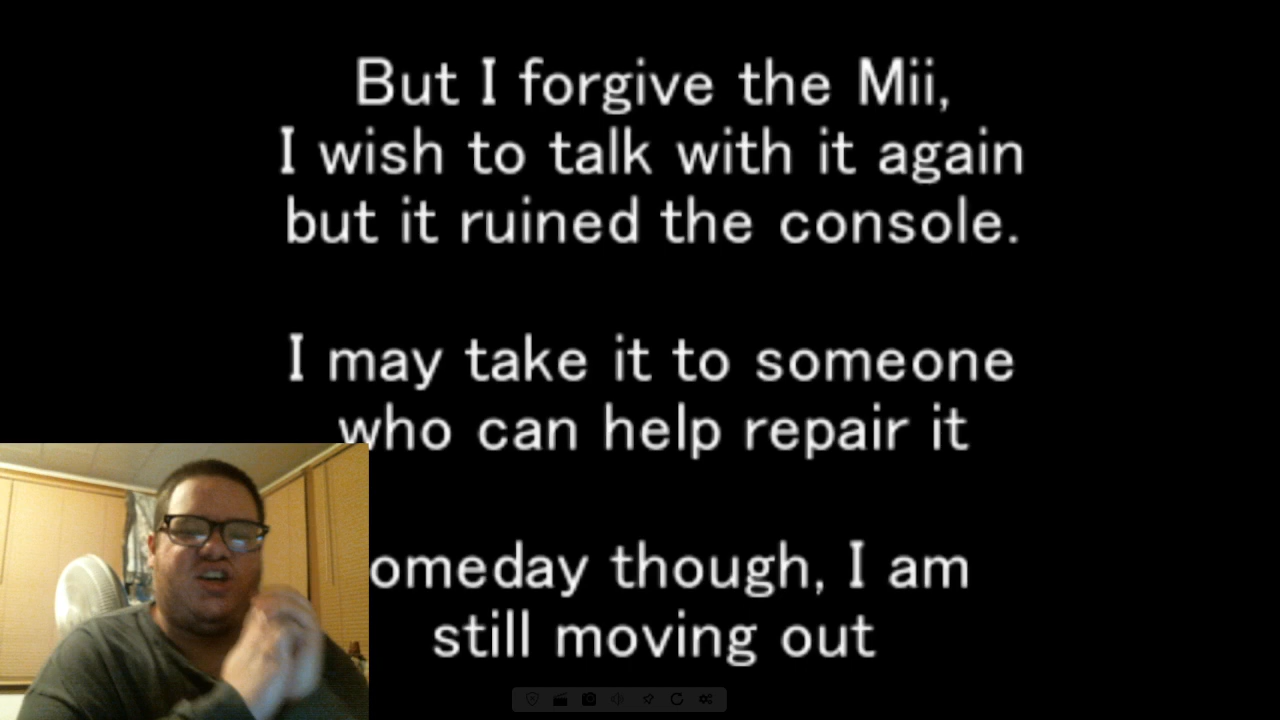 But I forgive the Mii,
I wish to talk with it again
but it ruined the console.
I may take it to someone
who can help repair it
omeday though, I am
still moving out